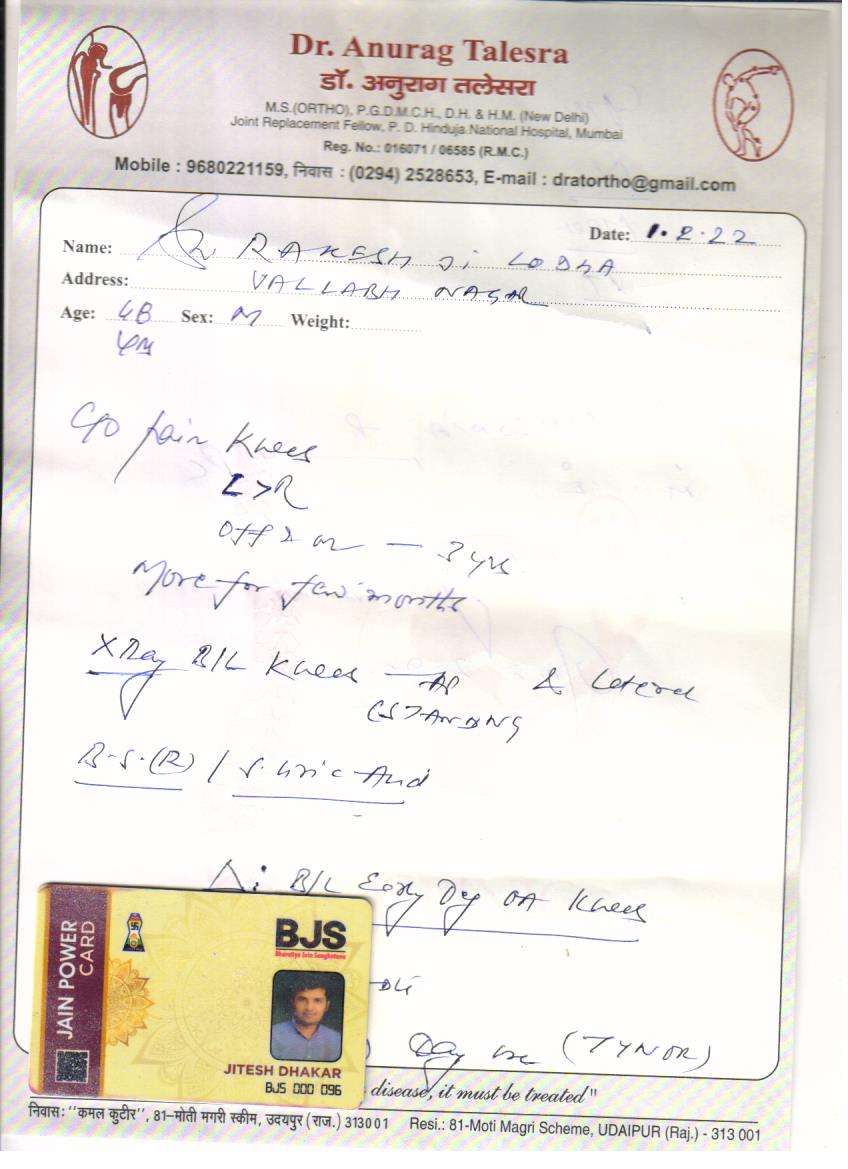 Dr. Anurag Talesra
डॉ. अनुराग तलेसरा
M.S.(ORTHO), P.G.D.M.C.H., D.H. & H.M. (New Delhi)
Joint Replacement Fellow, P. D. Hinduja National Hospital, Mumbai
Reg. No.: 016071 / 06585 (R.M.C.)
Mobile : 9680221159, निवास : (0294) 2528653, E-mail : dratortho@gmail.com
Date: 1.2.22
Name: RAKESH Ji LODHA
Address: VALLABH NAGAR
Age: 48 Sex: M Weight:
C/O pain Knees
L>R
Off & on — 3 yrs
More for few months
X Ray B/L Knees — AP & Lateral
(STANDING
B.S.(R) / S. Uric Acid
Δ: B/L Early Deg OA Knees
Day use (TYNOR)
JAIN POWER CARD
BJS
Bharatiya Jain Sanghatana
JITESH DHAKAR
BJS 000 096
disease, it must be treated"
निवास: "कमल कुटीर", 81–मोती मगरी स्कीम, उदयपुर (राज.) 313001 Resi.: 81-Moti Magri Scheme, UDAIPUR (Raj.) - 313 001